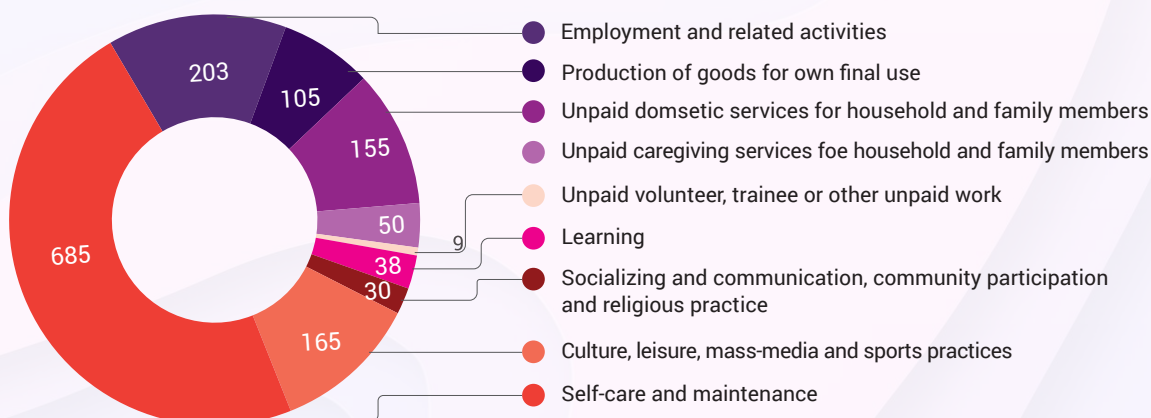 203
105
155
50
9
38
30
165
685
Employment and related activities
Production of goods for own final use
Unpaid domsetic services for household and family members
Unpaid caregiving services foe household and family members
Unpaid volunteer, trainee or other unpaid work
Learning
Socializing and communication, community participation
and religious practice
Culture, leisure, mass-media and sports practices
Self-care and maintenance